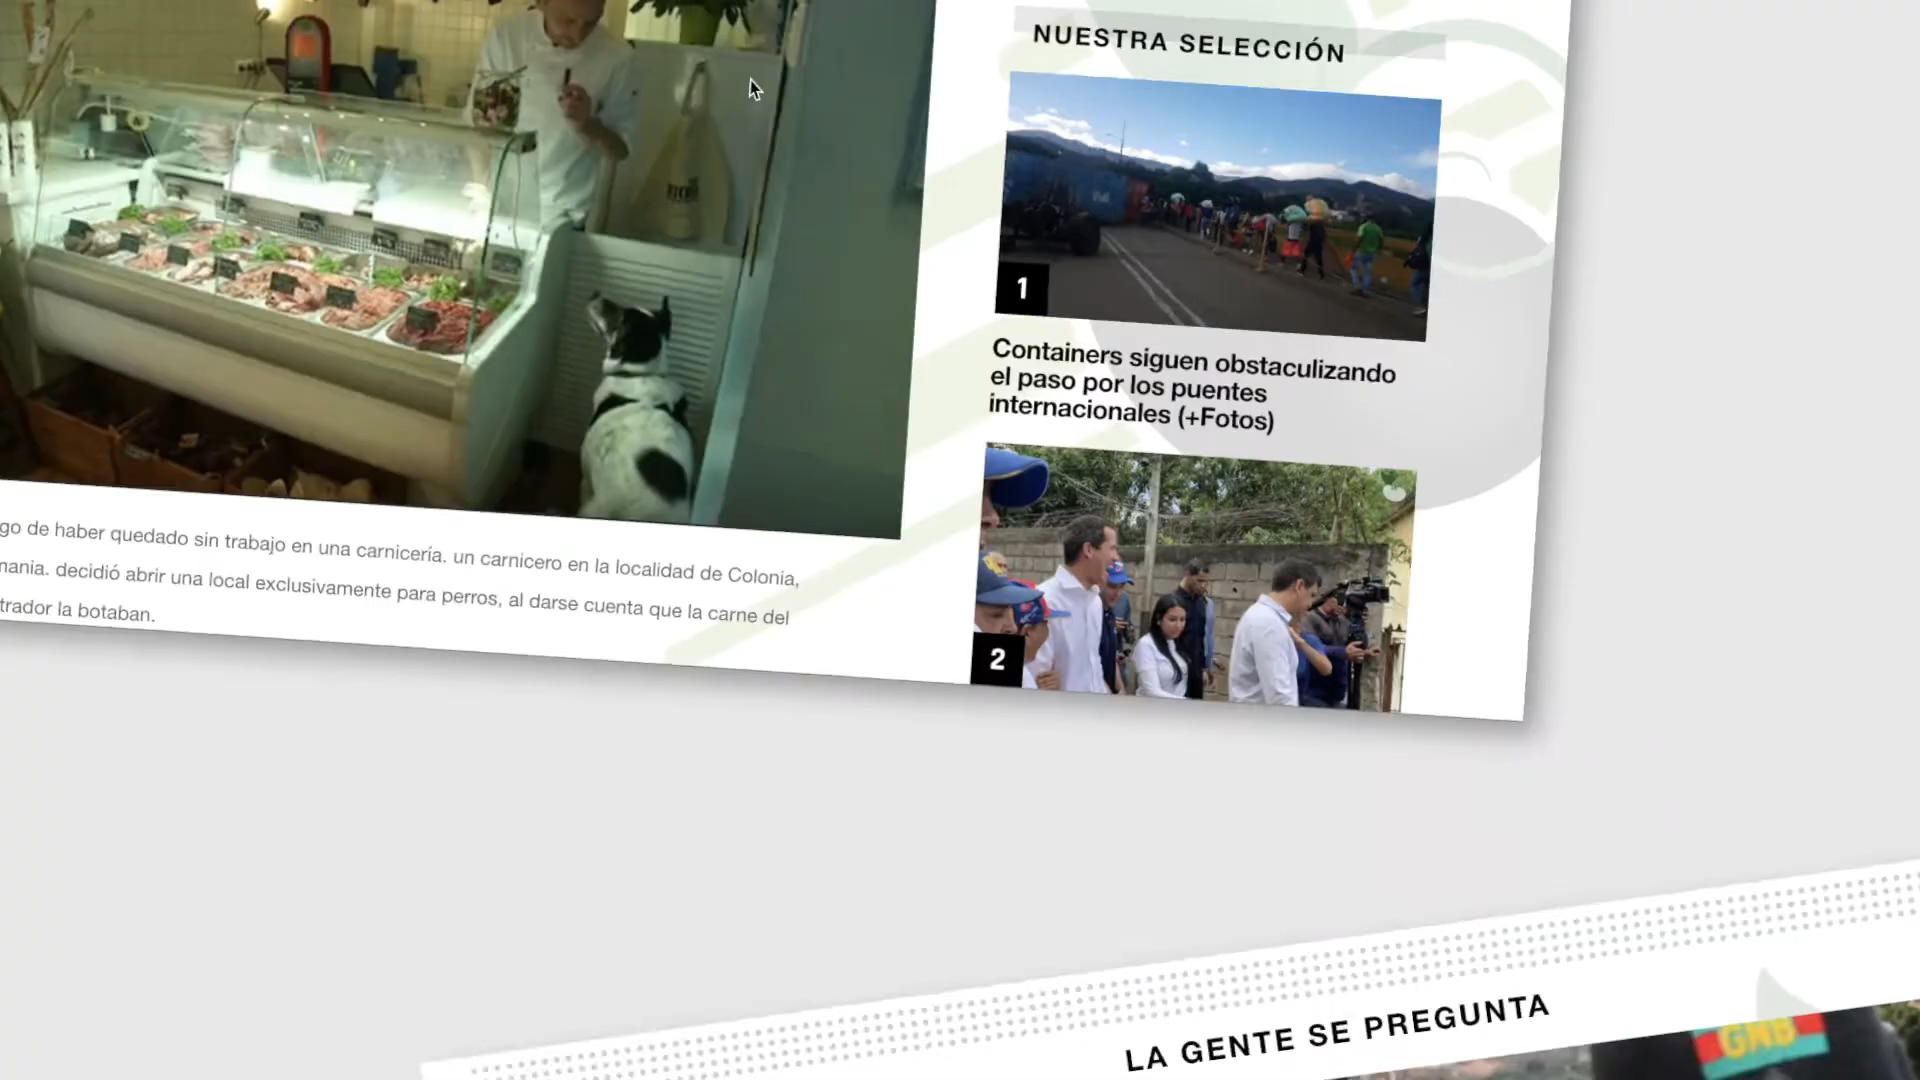 NUESTRA SELECCIÓN
1
Containers siguen obstaculizando
el paso por los puentes
internacionales (+Fotos)
2
go de haber quedado sin trabajo en una carnicería. un carnicero en la localidad de Colonia,
mania. decidió abrir una local exclusivamente para perros, al darse cuenta que la carne del
trador la botaban.
LA GENTE SE PREGUNTA
GNB